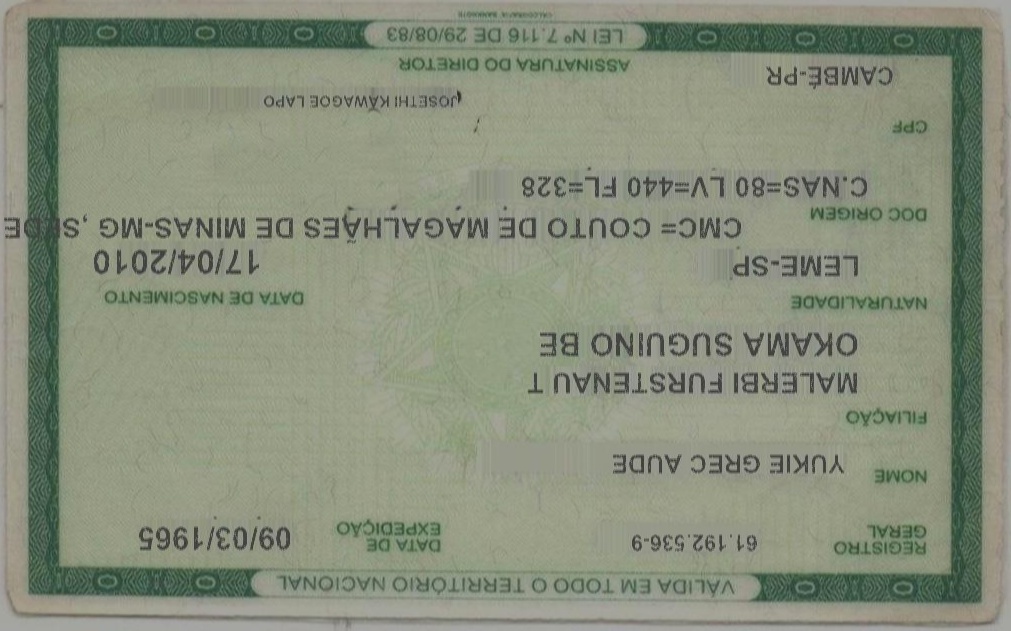 VÁLIDA EM TODO O TERRITÓRIO NACIONAL
REGISTRO GERAL 61.192.536-9 DATA DE EXPEDIÇÃO 09/03/1965
NOME YUKIE GREC AUDE
FILIAÇÃO
MALERBI FURSTENAU T
OKAMA SUGUINO BE
NATURALIDADE DATA DE NASCIMENTO
LEME-SP 17/04/2010
CMC= COUTO DE MAGALHÃES DE MINAS-MG ,SEDE
DOC ORIGEM
C.NAS=80 LV=440 FL=328
CPF
JOSETHI KAWAGOE LAPO
CAMBÉ-PR
ASSINATURA DO DIRETOR
LEI Nº 7.116 DE 29/08/83